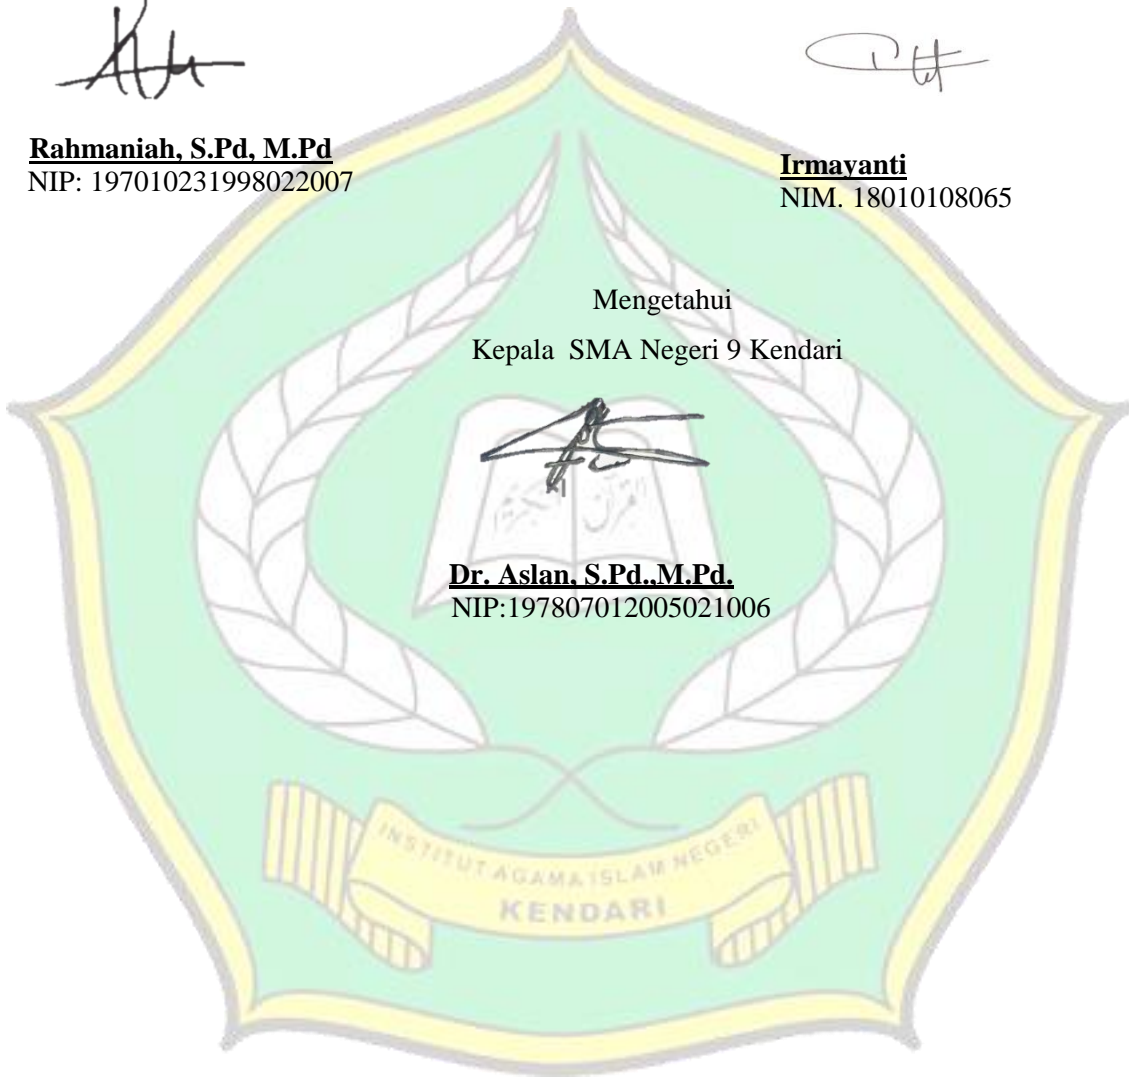 Rahmaniah, S.Pd, M.Pd
NIP: 197010231998022007
Irmayanti
NIM. 18010108065
Mengetahui
Kepala SMA Negeri 9 Kendari
Dr. Aslan, S.Pd.,M.Pd.
NIP:197807012005021006
INSTITUT AGAMA ISLAM NEGERI
KENDARI